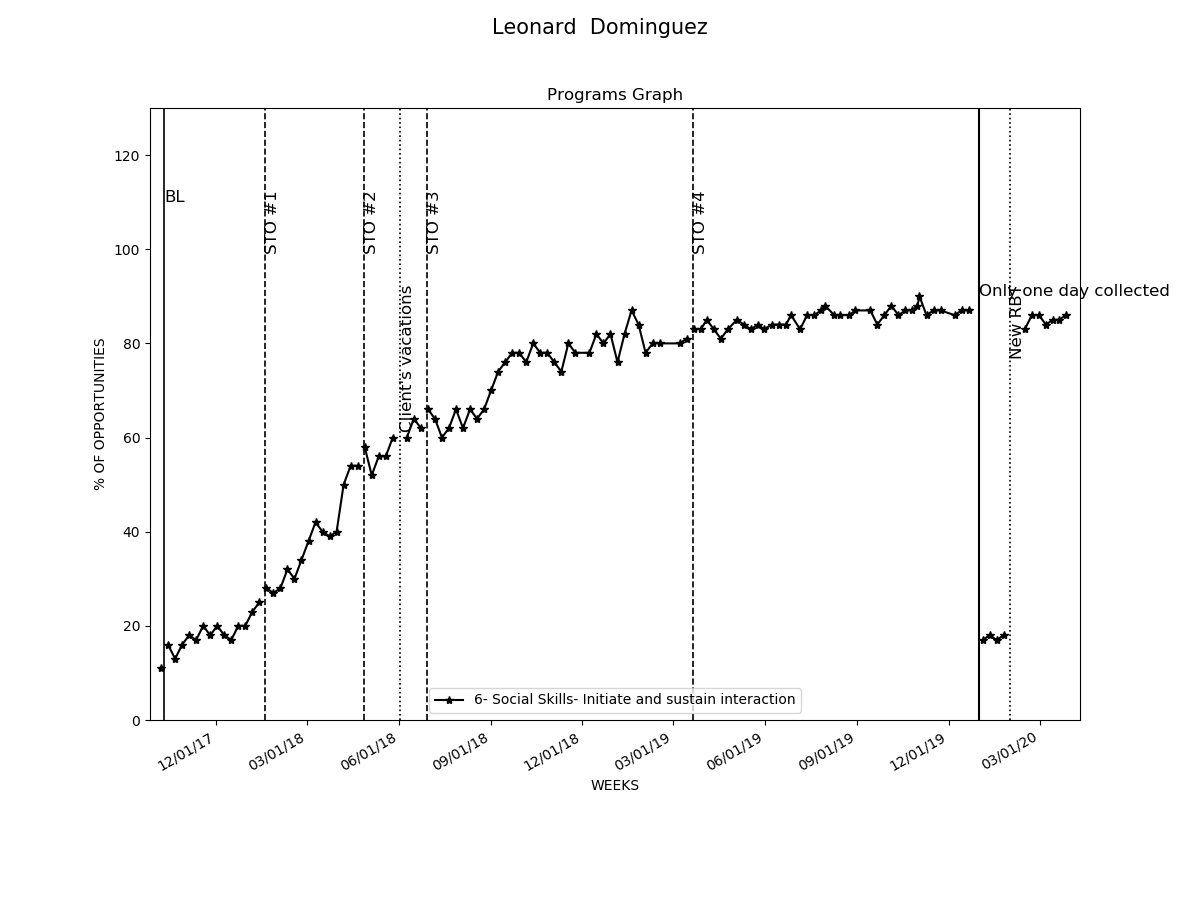 Leonard  Dominguez
Programs Graph
% OF OPPORTUNITIES
120
100
80
60
40
20
0
BL
STO #1
STO #2
Client's vacations
STO #3
STO #4
Only one day collected
New RBT
6- Social Skills- Initiate and sustain interaction
12/01/17
03/01/18
06/01/18
09/01/18
12/01/18
03/01/19
06/01/19
09/01/19
12/01/19
03/01/20
WEEKS